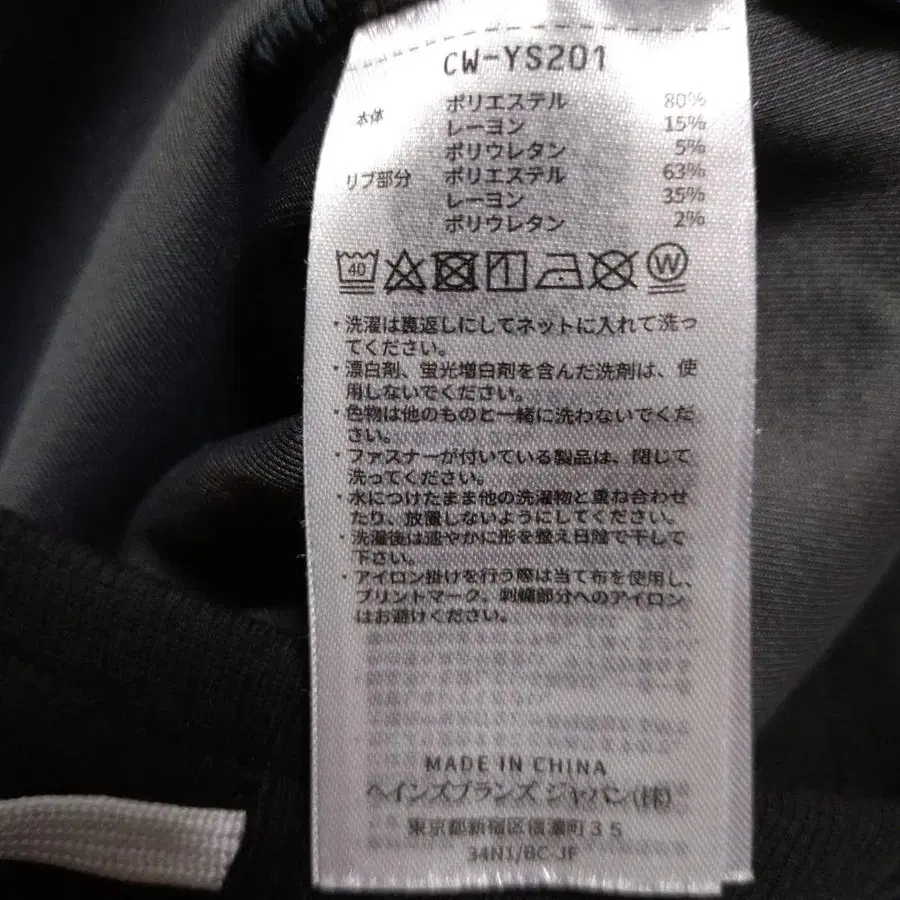 CW-YS201
本体 ポリエステル 80%
レーヨン 15%
ポリウレタン 5%
リブ部分 ポリエステル 63%
レーヨン 35%
ポリウレタン 2%
40 W
・洗濯は裏返しにしてネットに入れて洗っ
てください。
・漂白剤、蛍光増白剤を含んだ洗剤は、使
用しないでください。
・色物は他のものと一緒に洗わないでくだ
さい。
・ファスナーが付いている製品は、閉じて
洗ってください。
・水につけたまま他の洗濯物と重ね合わせ
たり、放置しないようにしてください。
・洗濯後は速やかに形を整え日陰で干して
下さい。
・アイロン掛けを行う際は当て布を使用し、
プリントマーク、刺繍部分へのアイロン
はお避けください。
MADE IN CHINA
ヘインズブランズ ジャパン(株)
東京都新宿区信濃町35
34N1/BC-JF